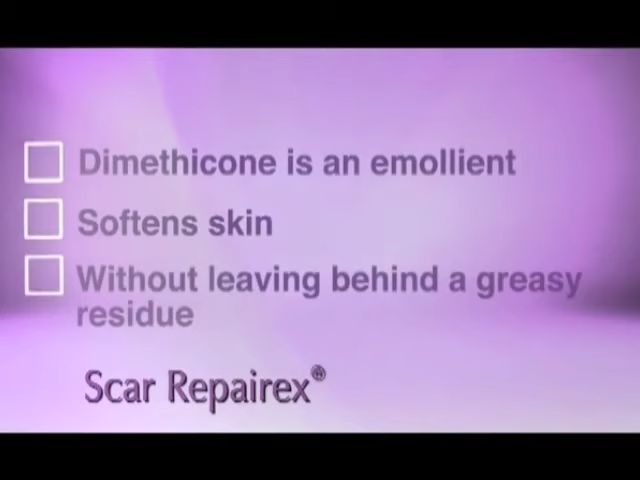 Dimethicone is an emollient
Softens skin
Without leaving behind a greasy
residue
Scar Repairex®